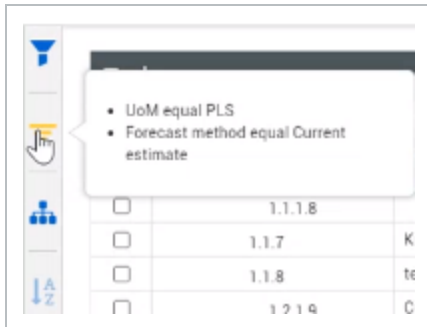 • UoM equal PLS
• Forecast method equal Current
estimate
1.1.1.8
1.1.7 K
1.1.8 te
1.2.1.9 C
A
Z